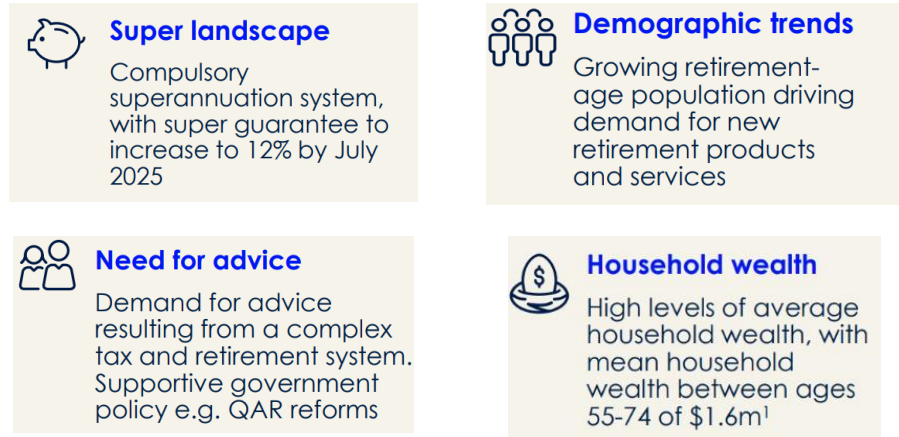 Super landscape
Compulsory
superannuation system,
with super guarantee to
increase to 12% by July
2025
Demographic trends
Growing retirement-
age population driving
demand for new
retirement products
and services
Need for advice
Demand for advice
resulting from a complex
tax and retirement system.
Supportive government
policy e.g. QAR reforms
$
Household wealth
High levels of average
household wealth, with
mean household
wealth between ages
55-74 of $1.6m¹